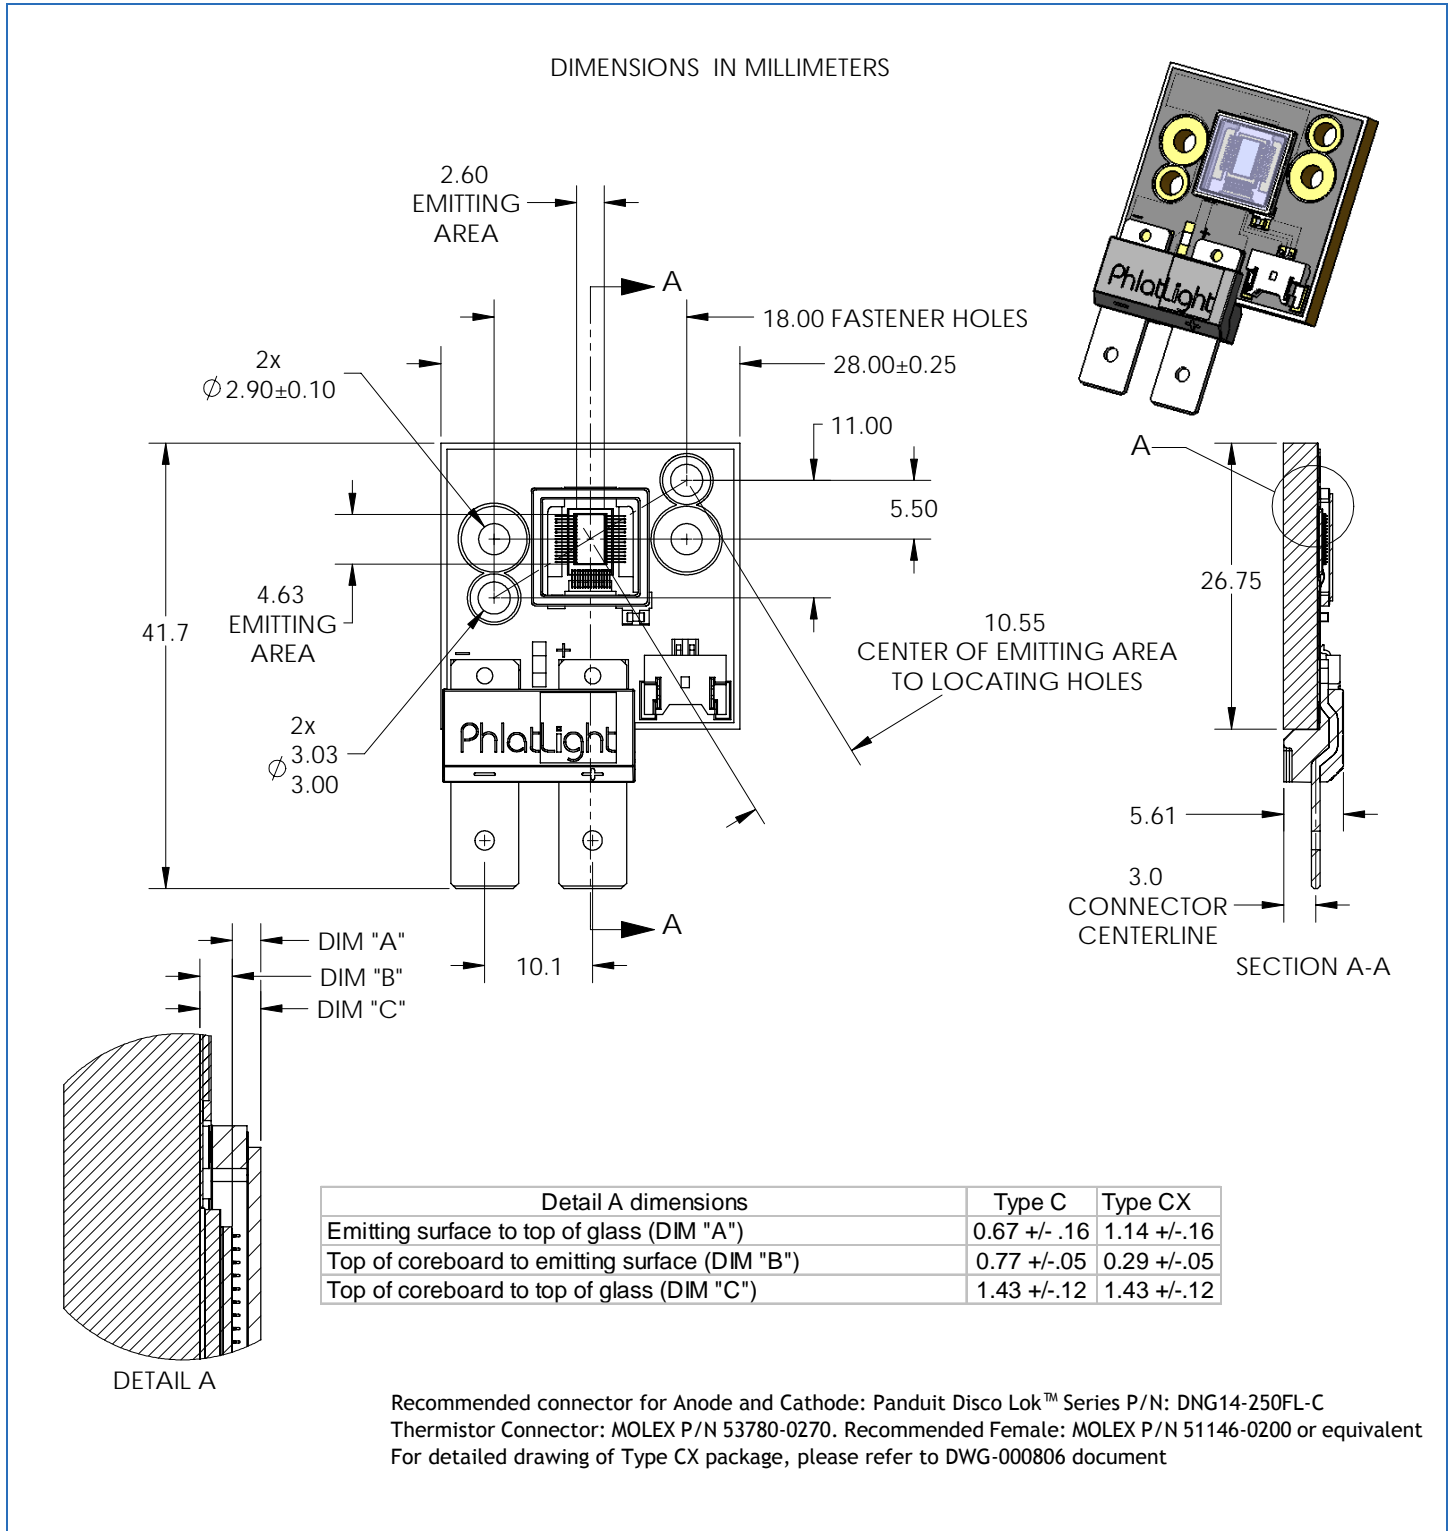 DIMENSIONS IN MILLIMETERS
2.60
EMITTING
AREA
A
18.00 FASTENER HOLES
28.00±0.25
2x
∅2.90±0.10
11.00
5.50
A
41.7
4.63
EMITTING
AREA
26.75
10.55
CENTER OF EMITTING AREA
TO LOCATING HOLES
2x
∅ 3.03
3.00
- +
PhlatLight
- +
PhlatLight
- +
- +
5.61
3.0
CONNECTOR
CENTERLINE
SECTION A-A
A
10.1
DIM "A"
DIM "B"
DIM "C"
DETAIL A
Detail A dimensions Type C Type CX
Emitting surface to top of glass (DIM "A") 0.67 +/- .16 1.14 +/-.16
Top of coreboard to emitting surface (DIM "B") 0.77 +/-.05 0.29 +/-.05
Top of coreboard to top of glass (DIM "C") 1.43 +/-.12 1.43 +/-.12
Recommended connector for Anode and Cathode: Panduit Disco Lok™ Series P/N: DNG14-250FL-C
Thermistor Connector: MOLEX P/N 53780-0270. Recommended Female: MOLEX P/N 51146-0200 or equivalent
For detailed drawing of Type CX package, please refer to DWG-000806 document